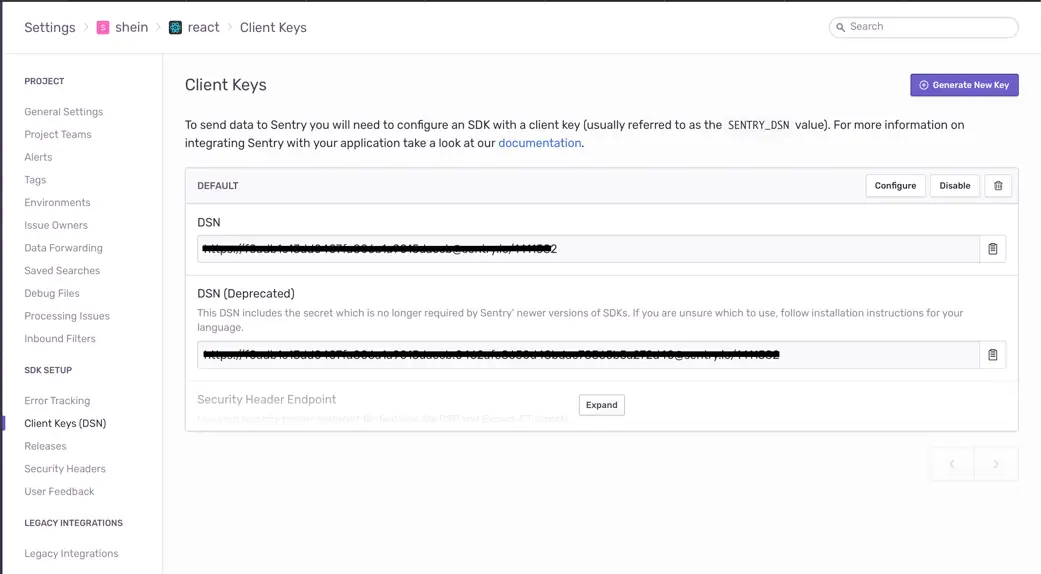 Settings > S shein > react > Client Keys
Search
PROJECT
General Settings
Project Teams
Alerts
Tags
Environments
Issue Owners
Data Forwarding
Saved Searches
Debug Files
Processing Issues
Inbound Filters
SDK SETUP
Error Tracking
Client Keys (DSN)
Releases
Security Headers
User Feedback
LEGACY INTEGRATIONS
Legacy Integrations
Client Keys
Generate New Key
To send data to Sentry you will need to configure an SDK with a client key (usually referred to as the SENTRY_DSN value). For more information on
integrating Sentry with your application take a look at our documentation.
DEFAULT
Configure
Disable
DSN
DSN (Deprecated)
This DSN includes the secret which is no longer required by Sentry' newer versions of SDKs. If you are unsure which to use, follow installation instructions for your
language.
Security Header Endpoint
Expand